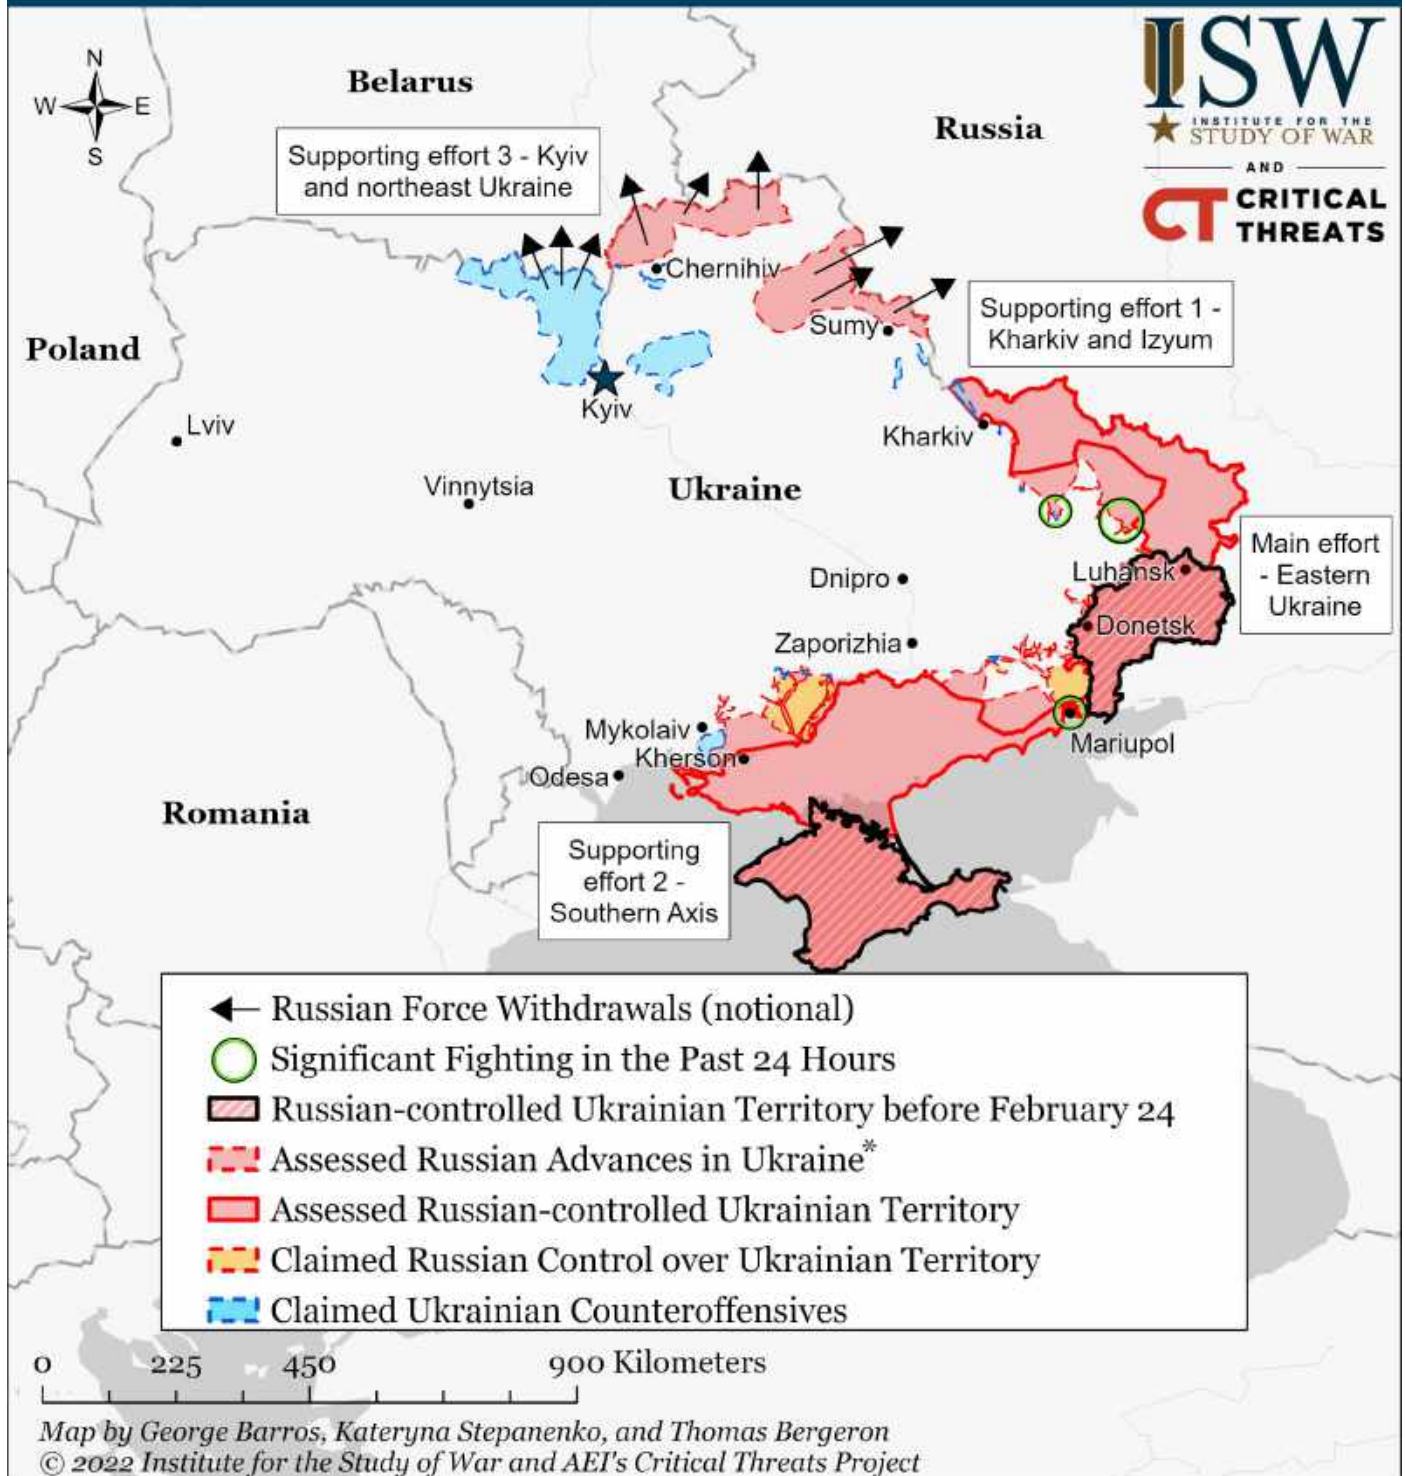 N
W E
S
Belarus
Russia
ISW
INSTITUTE FOR THE
STUDY OF WAR
AND
CT CRITICAL
THREATS
Supporting effort 3 - Kyiv
and northeast Ukraine
Chernihiv
Supporting effort 1 -
Kharkiv and Izyum
Sumy
Poland
Kyiv
Lviv
Kharkiv
Vinnytsia
Ukraine
Main effort
- Eastern
Ukraine
Dnipro
Luhansk
Donetsk
Zaporizhia
Mykolaiv
Kherson
Mariupol
Odesa
Romania
Supporting
effort 2 -
Southern Axis
Russian Force Withdrawals (notional)
Significant Fighting in the Past 24 Hours
Russian-controlled Ukrainian Territory before February 24
Assessed Russian Advances in Ukraine*
Assessed Russian-controlled Ukrainian Territory
Claimed Russian Control over Ukrainian Territory
Claimed Ukrainian Counteroffensives
0 225 450 900 Kilometers
Map by George Barros, Kateryna Stepanenko, and Thomas Bergeron
© 2022 Institute for the Study of War and AEI's Critical Threats Project